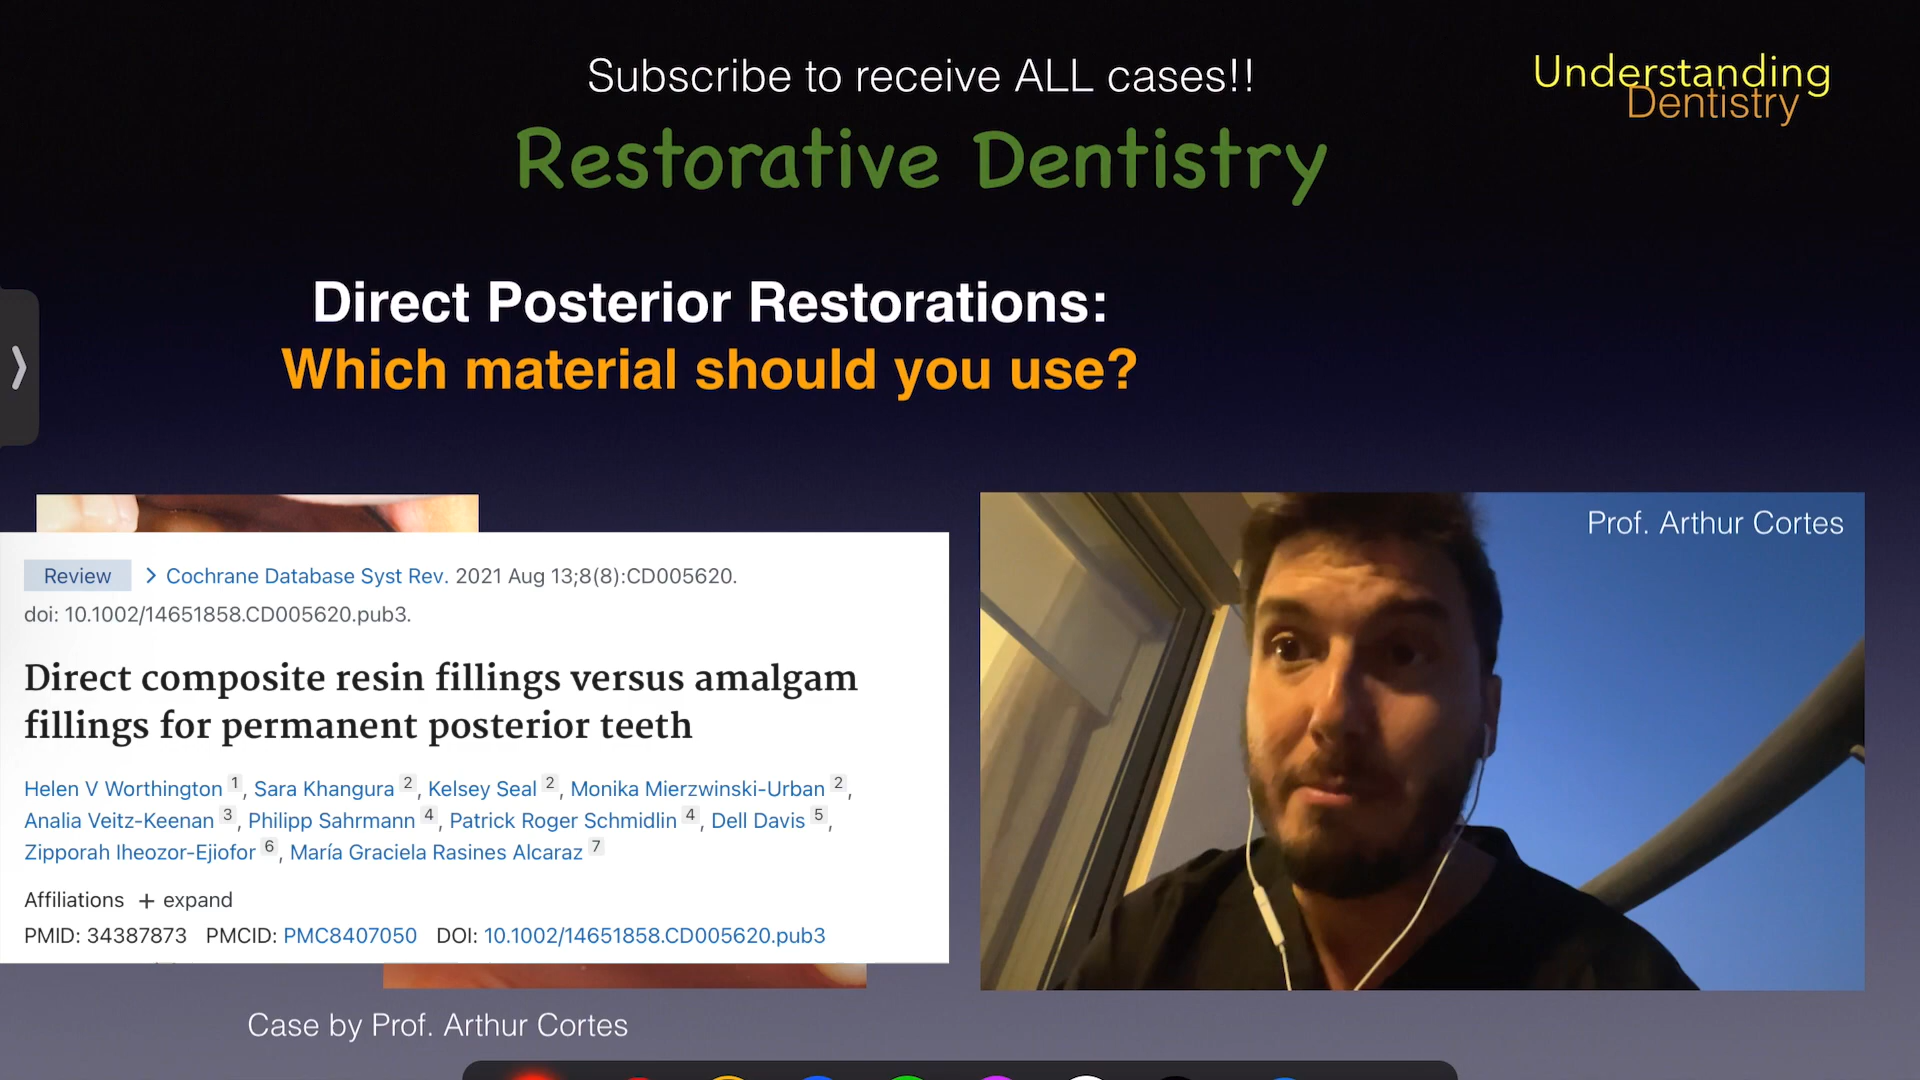 Subscribe to receive ALL cases!!
Understanding
Dentistry
Restorative Dentistry
Direct Posterior Restorations:
Which material should you use?
Prof. Arthur Cortes
Review > Cochrane Database Syst Rev. 2021 Aug 13;8(8):CD005620.
doi: 10.1002/14651858.CD005620.pub3.
Direct composite resin fillings versus amalgam
fillings for permanent posterior teeth
Helen V Worthington 1, Sara Khangura 2, Kelsey Seal 2, Monika Mierzwinski-Urban 2,
Analia Veitz-Keenan 3, Philipp Sahrmann 4, Patrick Roger Schmidlin 4, Dell Davis 5,
Zipporah Iheozor-Ejiofor 6, María Graciela Rasines Alcaraz 7
Affiliations + expand
PMID: 34387873 PMCID: PMC8407050 DOI: 10.1002/14651858.CD005620.pub3
Case by Prof. Arthur Cortes